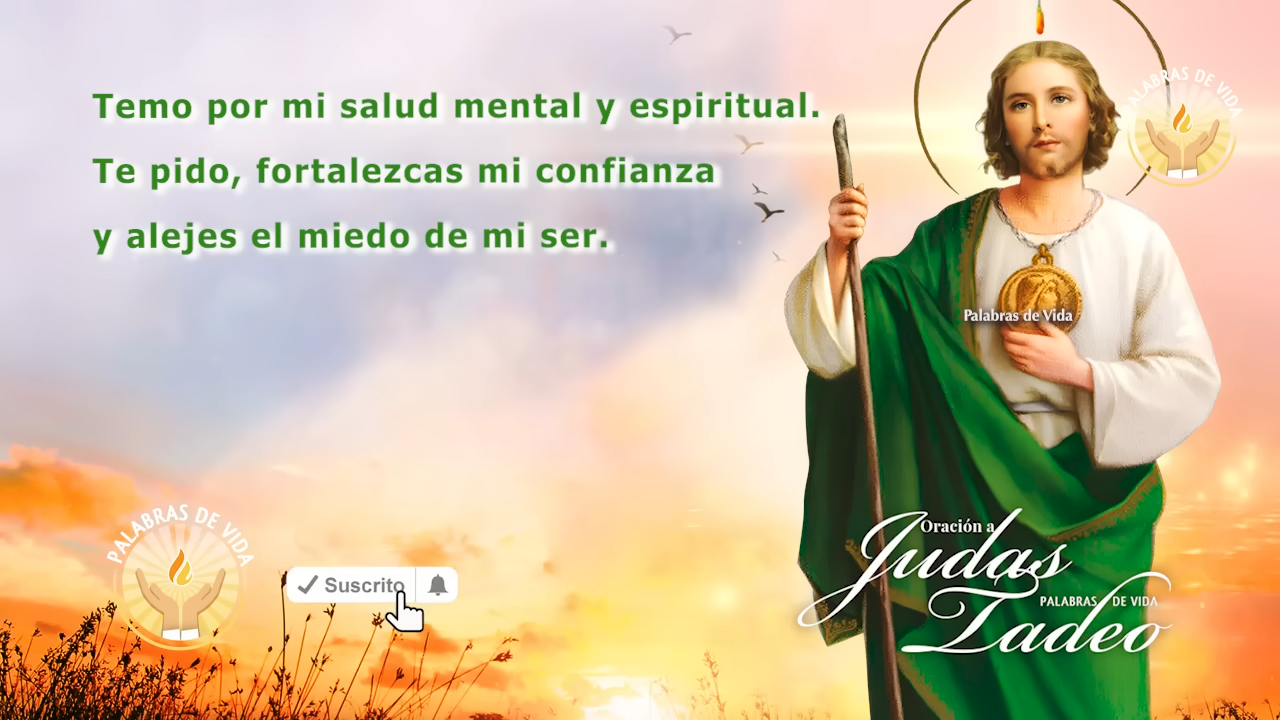 Temo por mi salud mental y espiritual.
Te pido, fortalezcas mi confianza
y alejes el miedo de mi ser.
PALABRAS DE VIDA
Palabras de Vida
Oración a
Judas
PALABRAS DE VIDA
Tadeo
PALABRAS DE VIDA
Suscrito